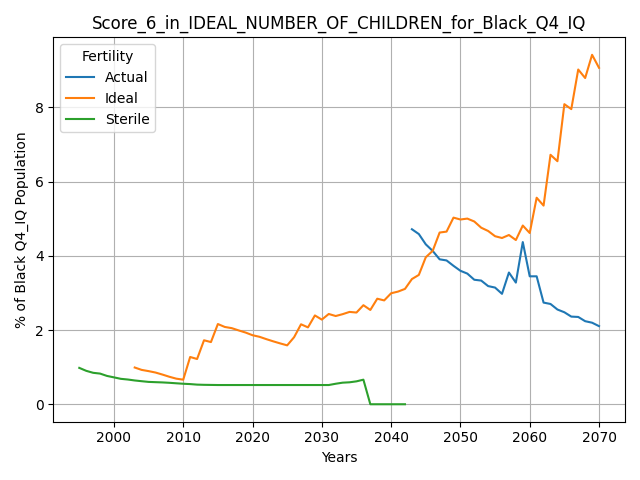 Score_6_in_IDEAL_NUMBER_OF_CHILDREN_for_Black_Q4_IQ
Fertility
Actual
Ideal
Sterile
% of Black Q4_IQ Population
8
6
4
2
0
2000 2010 2020 2030 2040 2050 2060 2070
Years